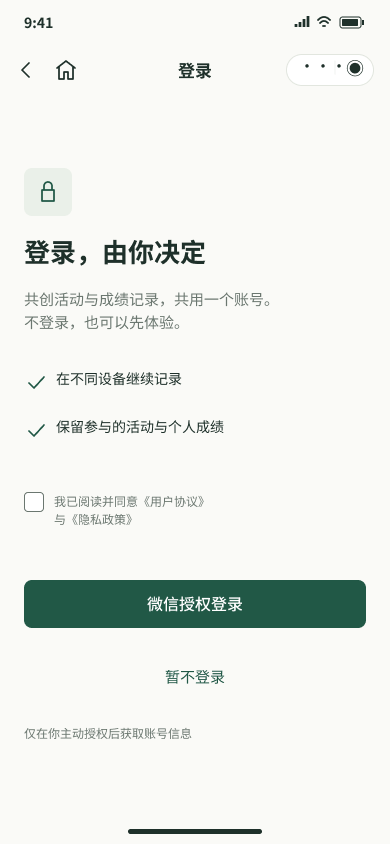 9:41
登录
登录，由你决定
共创活动与成绩记录，共用一个账号。
不登录，也可以先体验。
在不同设备继续记录
保留参与的活动与个人成绩
我已阅读并同意《用户协议》
与《隐私政策》
微信授权登录
暂不登录
仅在你主动授权后获取账号信息